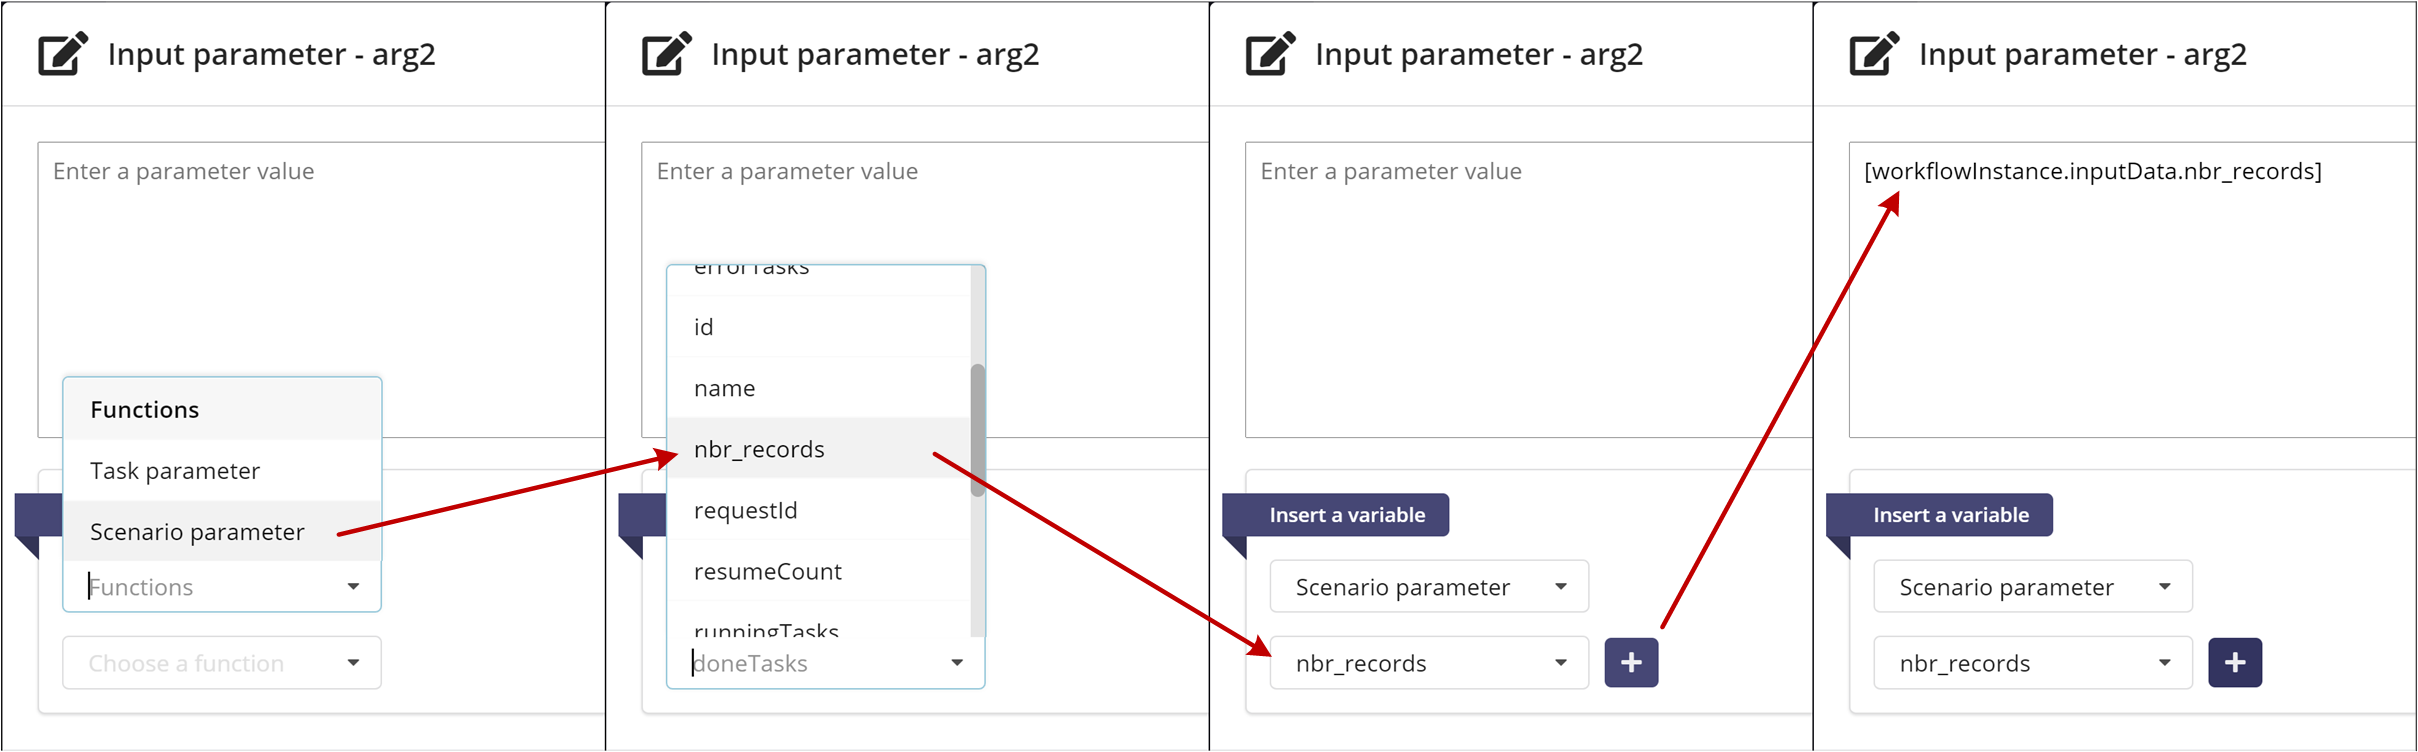 Input parameter - arg2
Enter a parameter value
Functions
Task parameter
Scenario parameter
Functions
Choose a function
Input parameter - arg2
Enter a parameter value
errorTasks
id
name
nbr_records
requestId
resumeCount
runningTasks
doneTasks
Input parameter - arg2
Enter a parameter value
Insert a variable
Scenario parameter
nbr_records
Input parameter - arg2
[workflowInstance.inputData.nbr_records]
Insert a variable
Scenario parameter
nbr_records